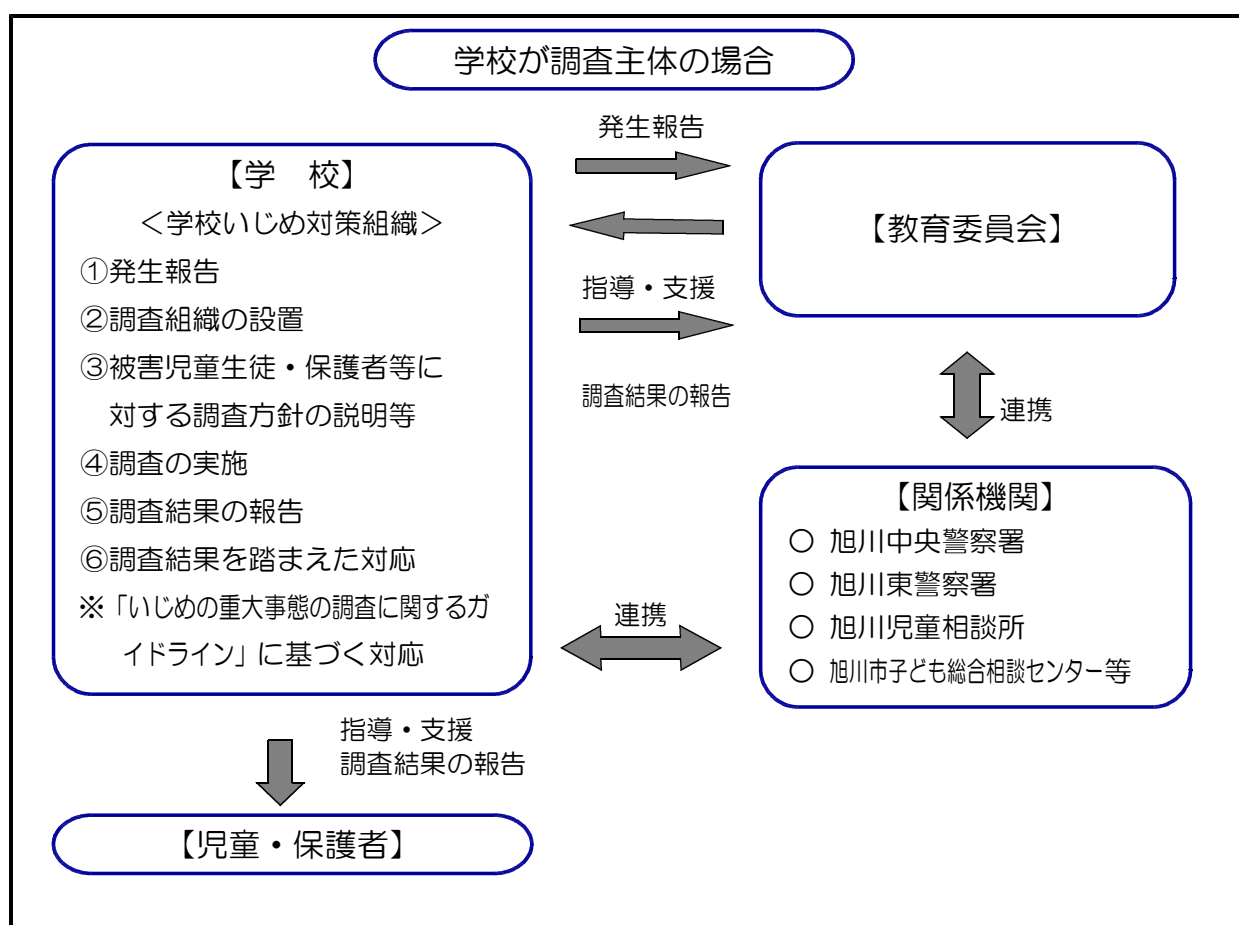 学校が調査主体の場合
【学　校】
＜学校いじめ対策組織＞
①発生報告
②調査組織の設置
③被害児童生徒・保護者等に
対する調査方針の説明等
④調査の実施
⑤調査結果の報告
⑥調査結果を踏まえた対応
※「いじめの重大事態の調査に関するガ
イドライン」に基づく対応
発生報告
指導・支援
調査結果の報告
【教育委員会】
連携
【関係機関】
○ 旭川中央警察署
○ 旭川東警察署
○ 旭川児童相談所
○ 旭川市子ども総合相談センター等
連携
指導・支援
調査結果の報告
【児童・保護者】